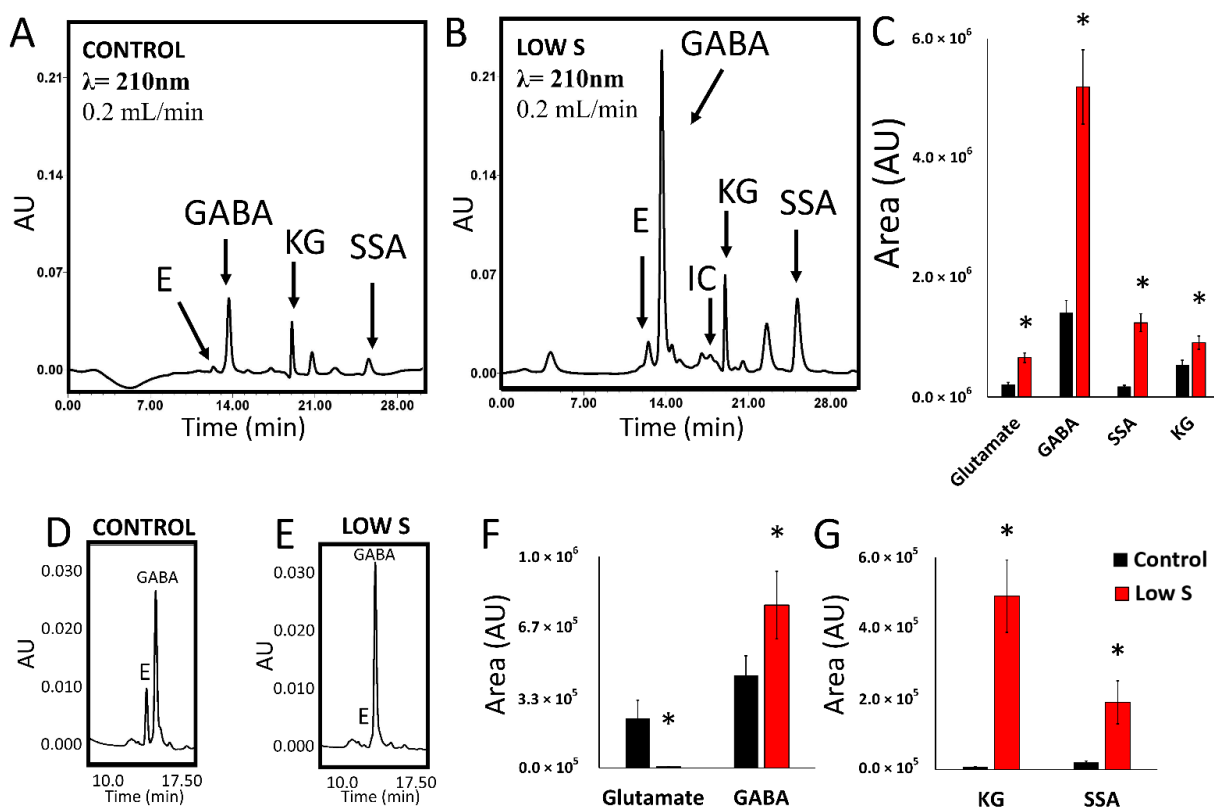 A
CONTROL
λ= 210nm
0.2 mL/min
0.21
0.14
0.07
0.00
AU
E
GABA
KG
SSA
0.00 7.00 14.00 21.00 28.00
Time (min)
B
LOW S
λ= 210nm
0.2 mL/min
0.21
0.14
0.07
0.00
AU
GABA
E
IC
KG
SSA
0.00 7.00 14.00 21.00 28.00
Time (min)
C
Area (AU)
6.0 × 10⁶
4.0 × 10⁶
2.0 × 10⁶
0.0 × 10⁶
* * * *
Glutamate GABA SSA KG
D
CONTROL
0.030
0.020
0.010
0.000
AU
GABA
E
10.0 17.50
Time (min)
E
LOW S
0.030
0.020
0.010
0.000
AU
GABA
E
10.0 17.50
Time (min)
F
Area (AU)
1.0 × 10⁶
6.7 × 10⁵
3.3 × 10⁵
0.0 × 10⁵
* *
Glutamate GABA
G
Area (AU)
6.0 × 10⁵
4.0 × 10⁵
2.0 × 10⁵
0.0 × 10⁵
* *
KG SSA
Control
Low S